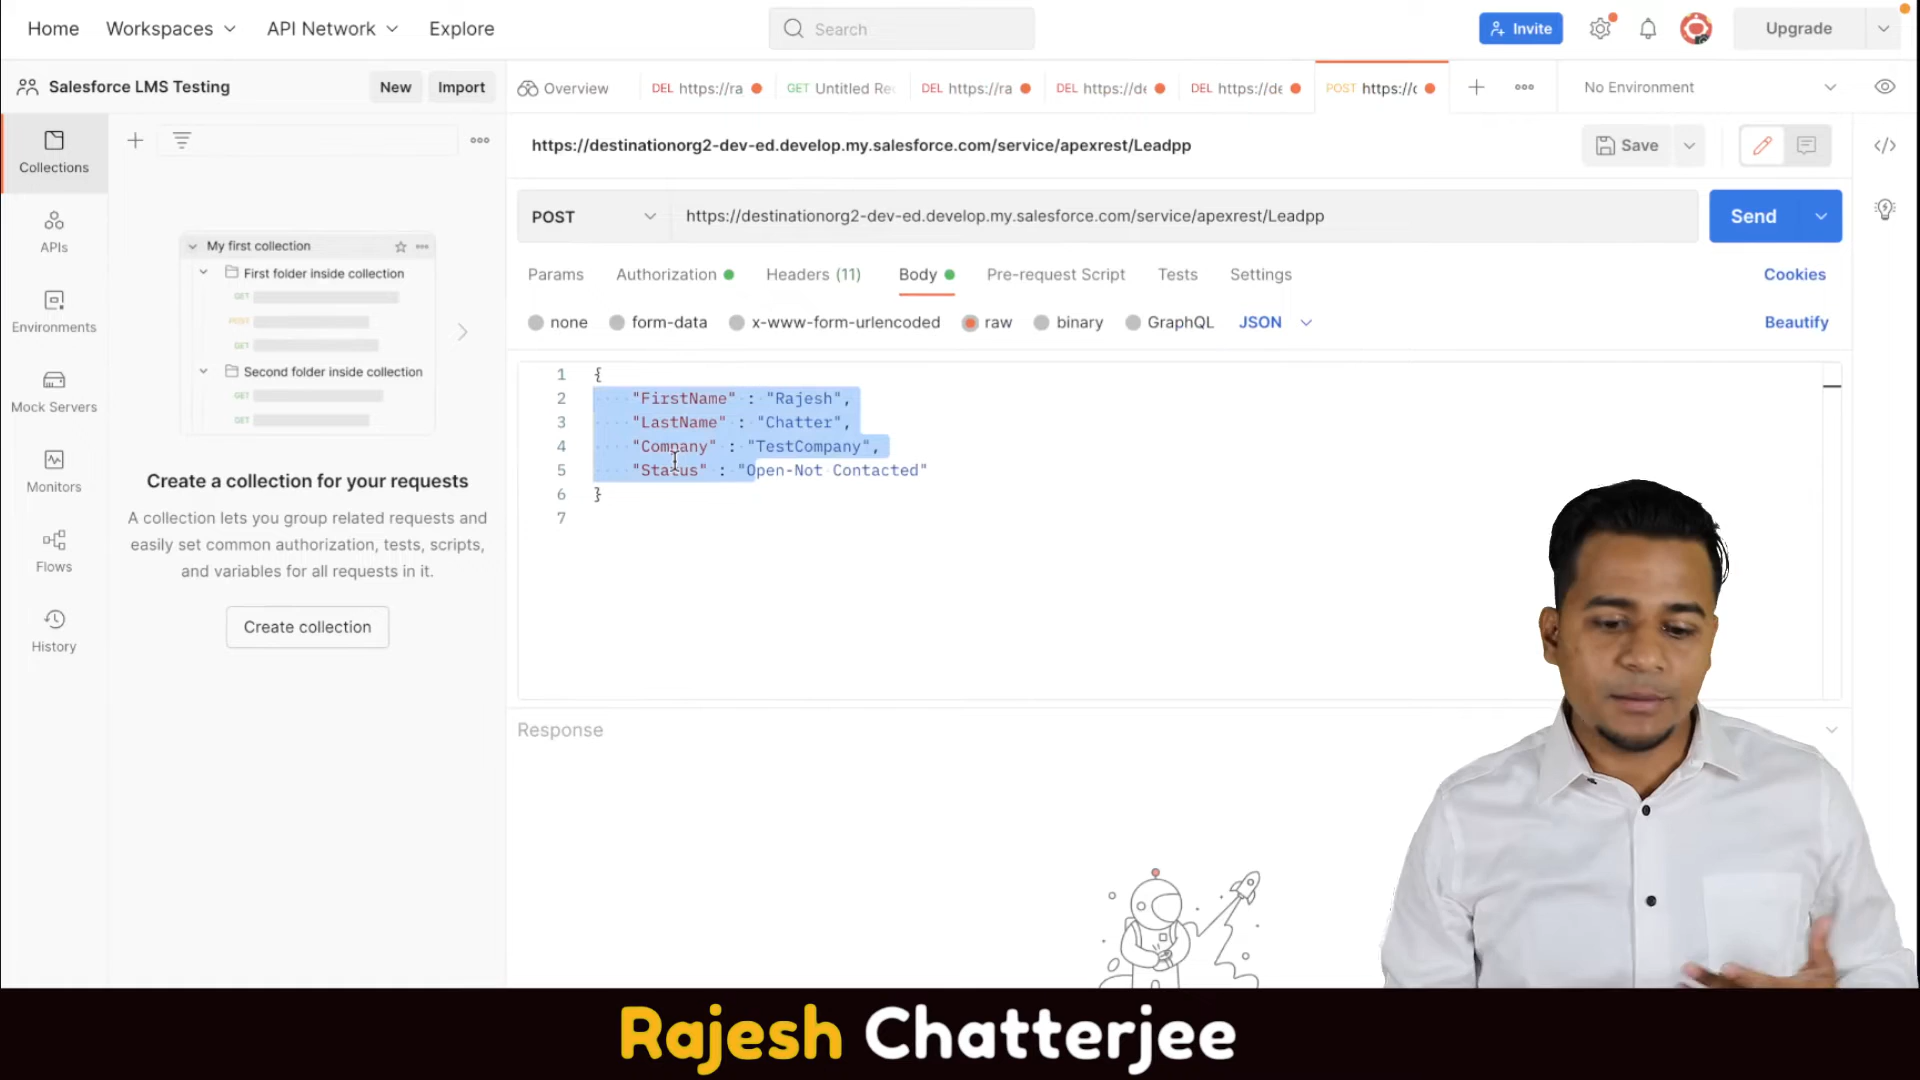 Home Workspaces API Network Explore Search Invite Upgrade
Salesforce LMS Testing New Import
Overview DEL https://ra GET Untitled Re DEL https://ra DEL https://de DEL https://de POST https://c No Environment
Collections
APIs
Environments
Mock Servers
Monitors
Flows
History
My first collection
First folder inside collection
GET
POST
GET
Second folder inside collection
GET
GET
Create a collection for your requests
A collection lets you group related requests and
easily set common authorization, tests, scripts,
and variables for all requests in it.
Create collection
https://destinationorg2-dev-ed.develop.my.salesforce.com/service/apexrest/Leadpp Save
POST https://destinationorg2-dev-ed.develop.my.salesforce.com/service/apexrest/Leadpp Send
Params Authorization Headers (11) Body Pre-request Script Tests Settings Cookies
none form-data x-www-form-urlencoded raw binary GraphQL JSON Beautify
1 {
2 "FirstName" : "Rajesh",
3 "LastName" : "Chatter",
4 "Company" : "TestCompany",
5 "Status" : "Open-Not Contacted"
6 }
7
Response
Rajesh Chatterjee